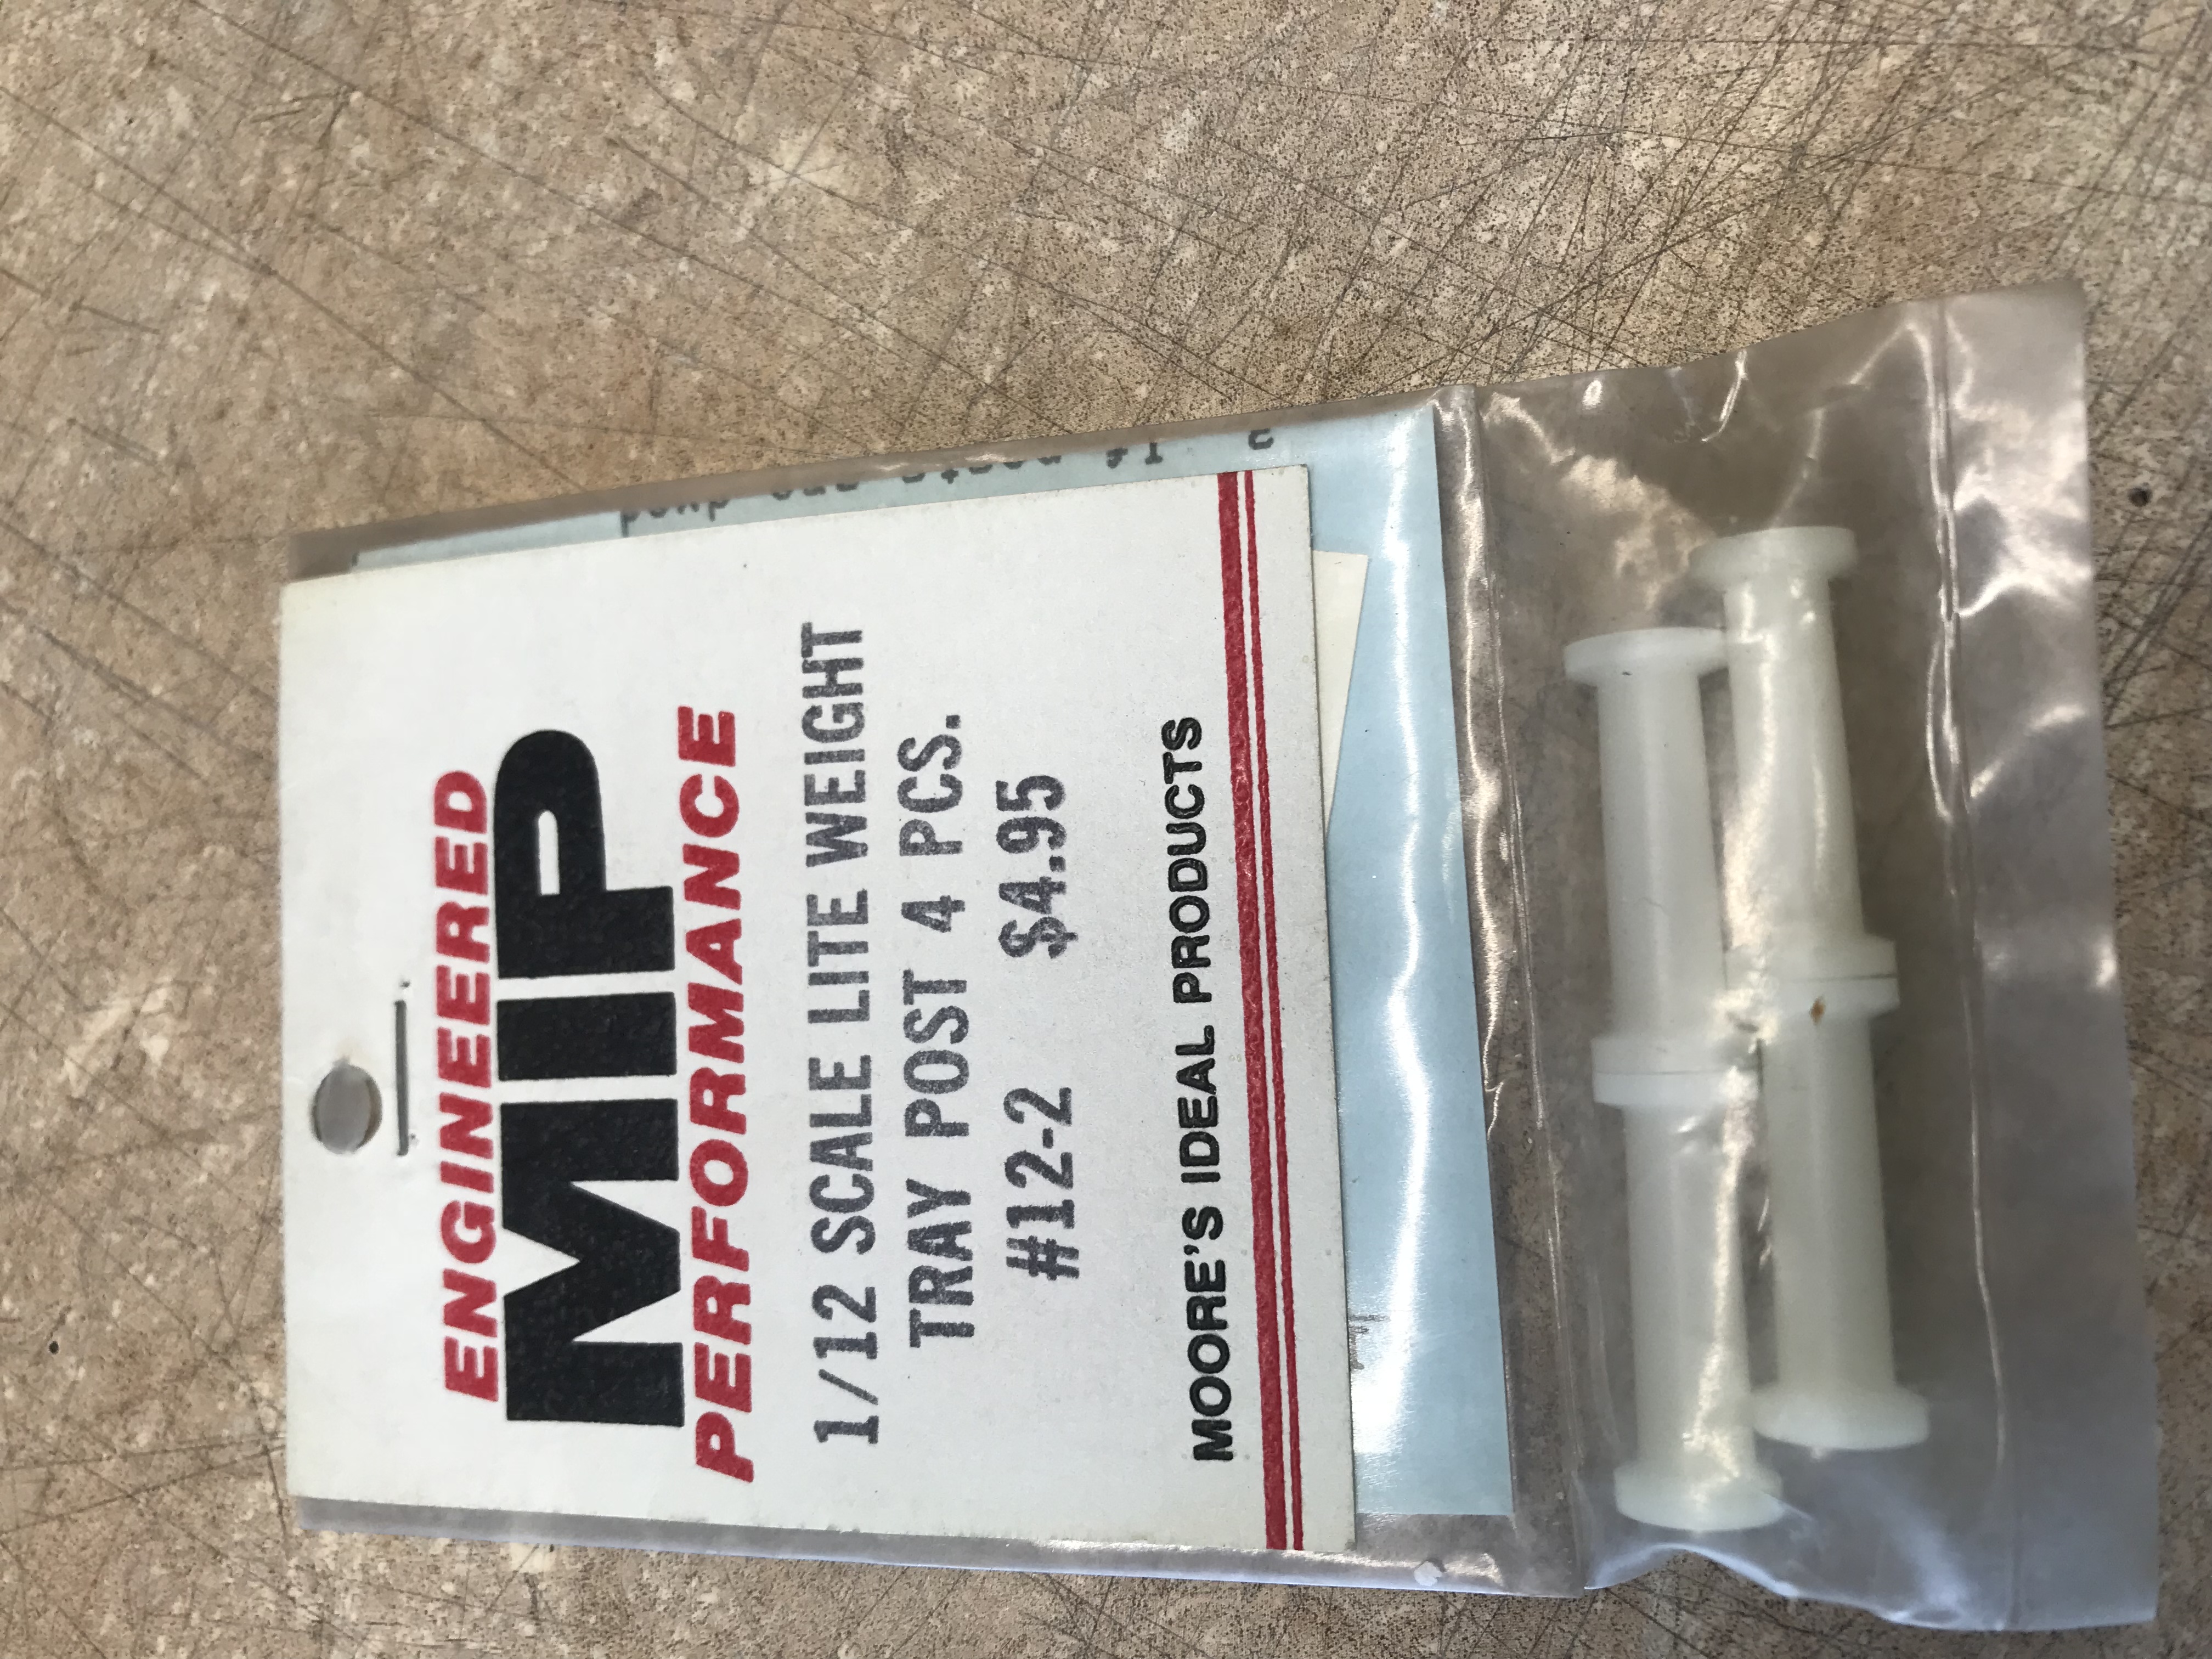 ENGINEERED
MIP
PERFORMANCE
1/12 SCALE LITE WEIGHT
TRAY POST 4 PCS.
#12-2 $4.95
MOORE'S IDEAL PRODUCTS